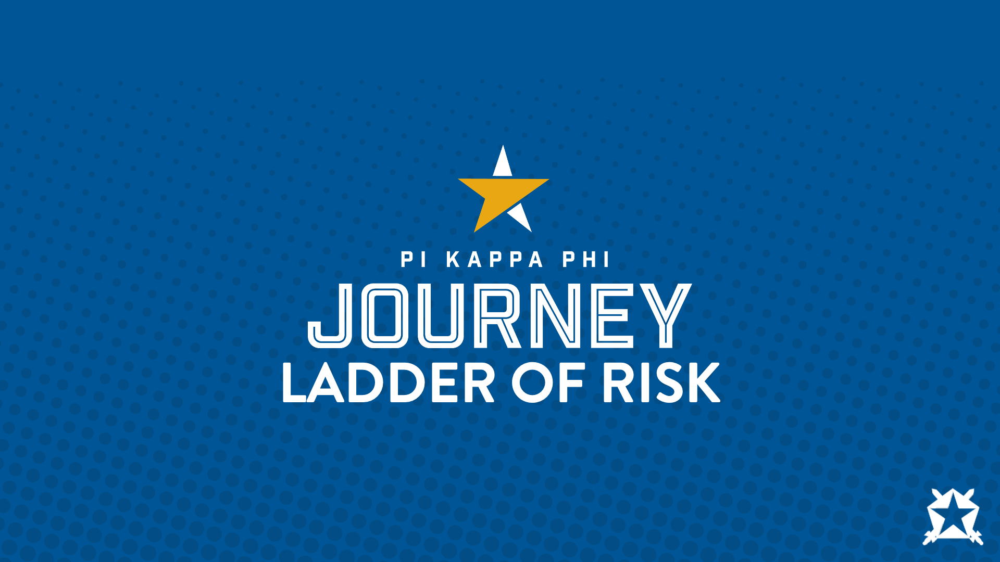 PI KAPPA PHI
JOURNEY
LADDER OF RISK